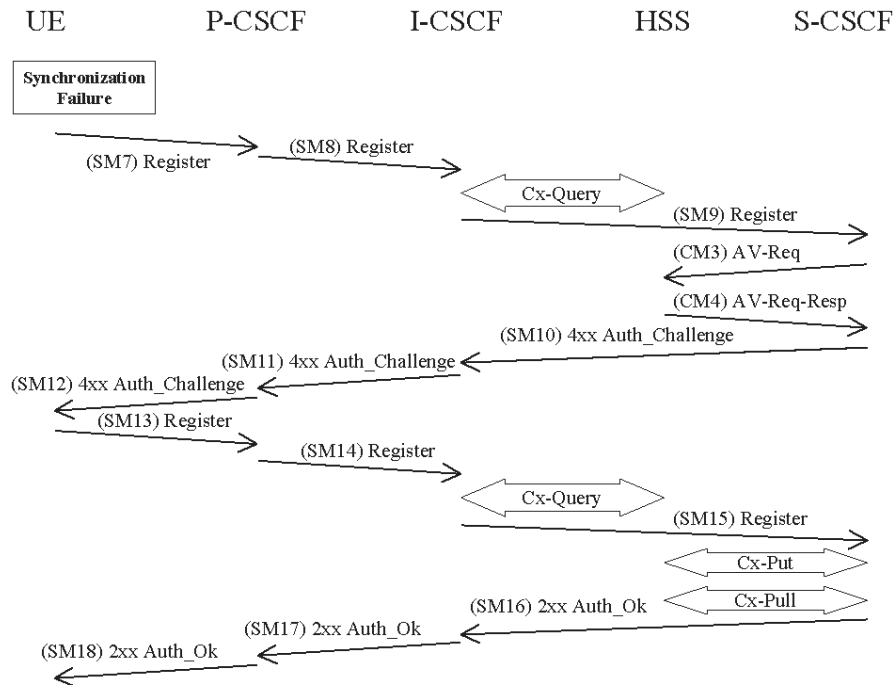 UE P-CSCF I-CSCF HSS S-CSCF
Synchronization
Failure
(SM7) Register
(SM8) Register
Cx-Query
(SM9) Register
(CM3) AV-Req
(CM4) AV-Req-Resp
(SM10) 4xx Auth_Challenge
(SM11) 4xx Auth_Challenge
(SM12) 4xx Auth_Challenge
(SM13) Register
(SM14) Register
Cx-Query
(SM15) Register
Cx-Put
Cx-Pull
(SM16) 2xx Auth_Ok
(SM17) 2xx Auth_Ok
(SM18) 2xx Auth_Ok